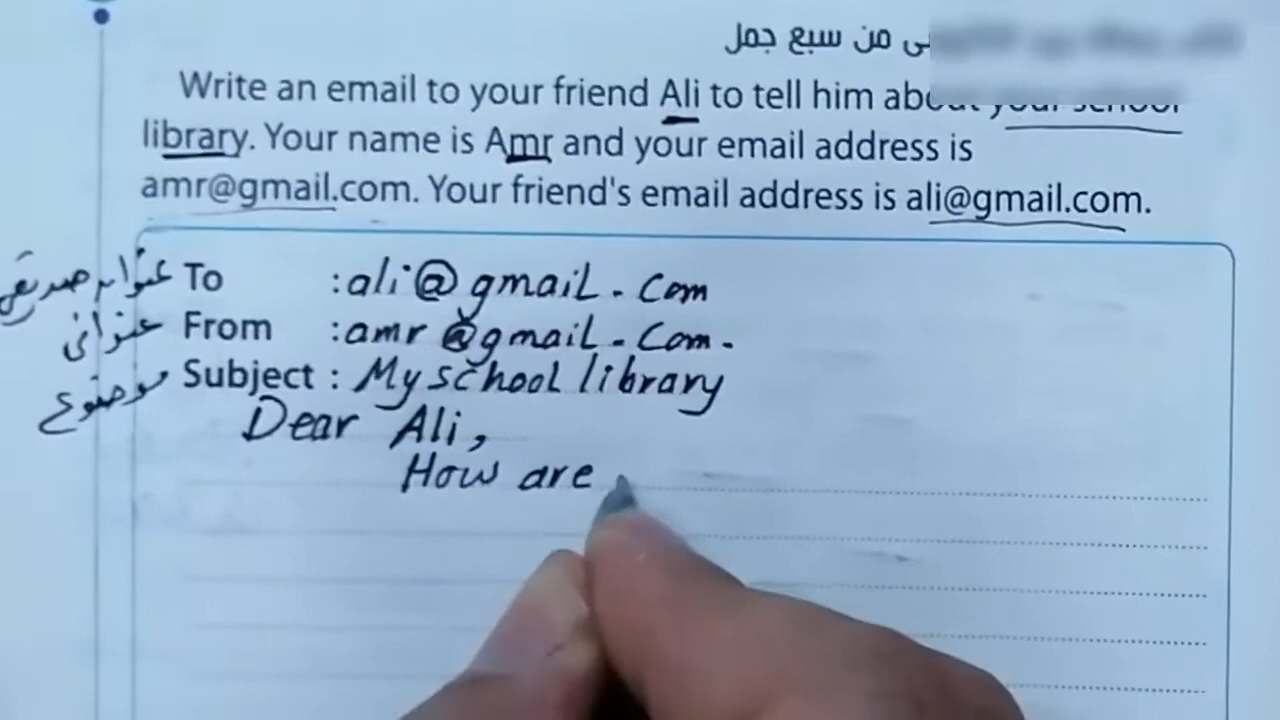 من سبع جمل
Write an email to your friend Ali to tell him about your school
library. Your name is Amr and your email address is
amr@gmail.com. Your friend's email address is ali@gmail.com.
عنوان صديقى To :ali@gmail.Com
عنوانى From :amr@gmail.Com.
موضوع Subject : My school library
Dear Ali,
How are